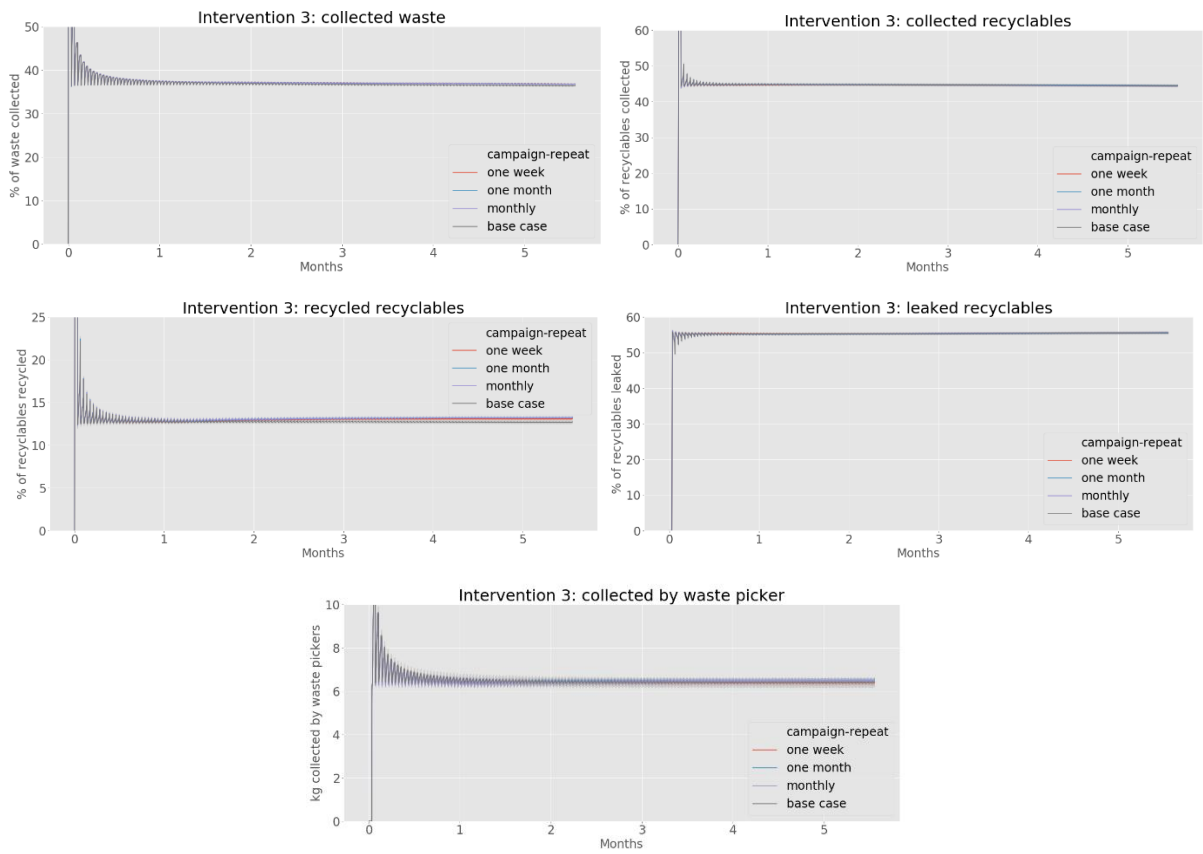 Intervention 3: collected waste
% of waste collected
50
40
30
20
10
0
campaign-repeat
one week
one month
monthly
base case
0 1 2 3 4 5
Months
Intervention 3: collected recyclables
% of recyclables collected
60
50
40
30
20
10
0
campaign-repeat
one week
one month
monthly
base case
0 1 2 3 4 5
Months
Intervention 3: recycled recyclables
% of recyclables recycled
25
20
15
10
5
0
campaign-repeat
one week
one month
monthly
base case
0 1 2 3 4 5
Months
Intervention 3: leaked recyclables
% of recyclables leaked
60
50
40
30
20
10
0
campaign-repeat
one week
one month
monthly
base case
0 1 2 3 4 5
Months
Intervention 3: collected by waste picker
kg collected by waste pickers
10
8
6
4
2
0
campaign-repeat
one week
one month
monthly
base case
0 1 2 3 4 5
Months